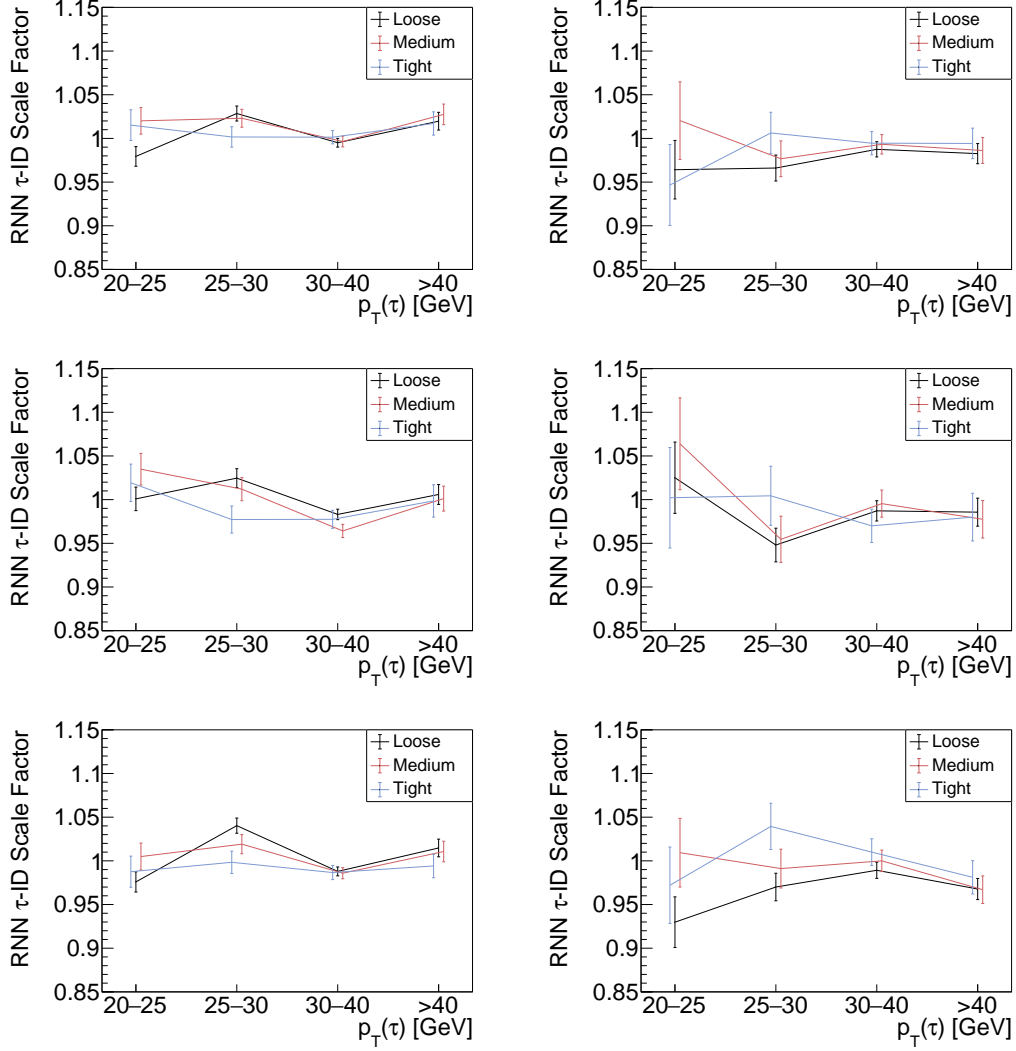 RNN τ-ID Scale Factor
1.15
1.1
1.05
1
0.95
0.9
0.85
Loose
Medium
Tight
20–25 25–30 30–40 >40
p_T(τ) [GeV]
RNN τ-ID Scale Factor
1.15
1.1
1.05
1
0.95
0.9
0.85
Loose
Medium
Tight
20–25 25–30 30–40 >40
p_T(τ) [GeV]
RNN τ-ID Scale Factor
1.15
1.1
1.05
1
0.95
0.9
0.85
Loose
Medium
Tight
20–25 25–30 30–40 >40
p_T(τ) [GeV]
RNN τ-ID Scale Factor
1.15
1.1
1.05
1
0.95
0.9
0.85
Loose
Medium
Tight
20–25 25–30 30–40 >40
p_T(τ) [GeV]
RNN τ-ID Scale Factor
1.15
1.1
1.05
1
0.95
0.9
0.85
Loose
Medium
Tight
20–25 25–30 30–40 >40
p_T(τ) [GeV]
RNN τ-ID Scale Factor
1.15
1.1
1.05
1
0.95
0.9
0.85
Loose
Medium
Tight
20–25 25–30 30–40 >40
p_T(τ) [GeV]